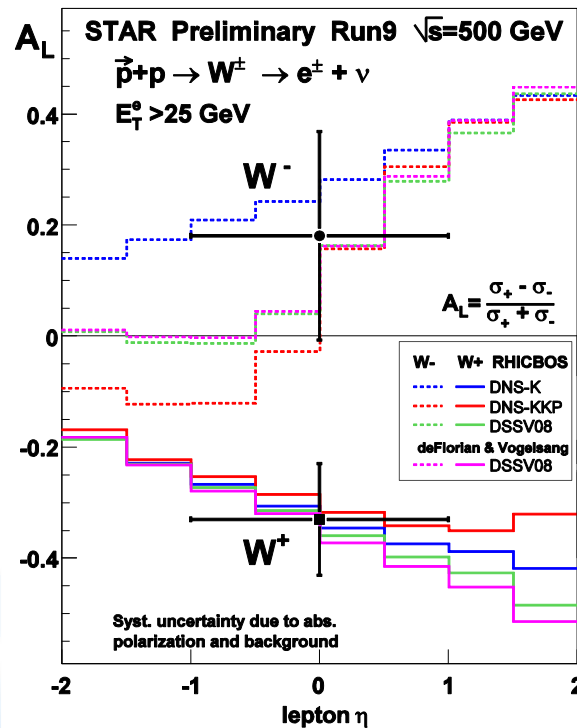 A_L
STAR Preliminary Run9 √s=500 GeV
p⃗+p → W^± → e^± + ν
E_T^e >25 GeV
W^-
A_L = (σ_+ - σ_-)/(σ_+ + σ_-)
W- W+ RHICBOS
DNS-K
DNS-KKP
DSSV08
deFlorian & Vogelsang
DSSV08
W^+
Syst. uncertainty due to abs.
polarization and background
0.4
0.2
0
-0.2
-0.4
-2 -1 0 1 2
lepton η